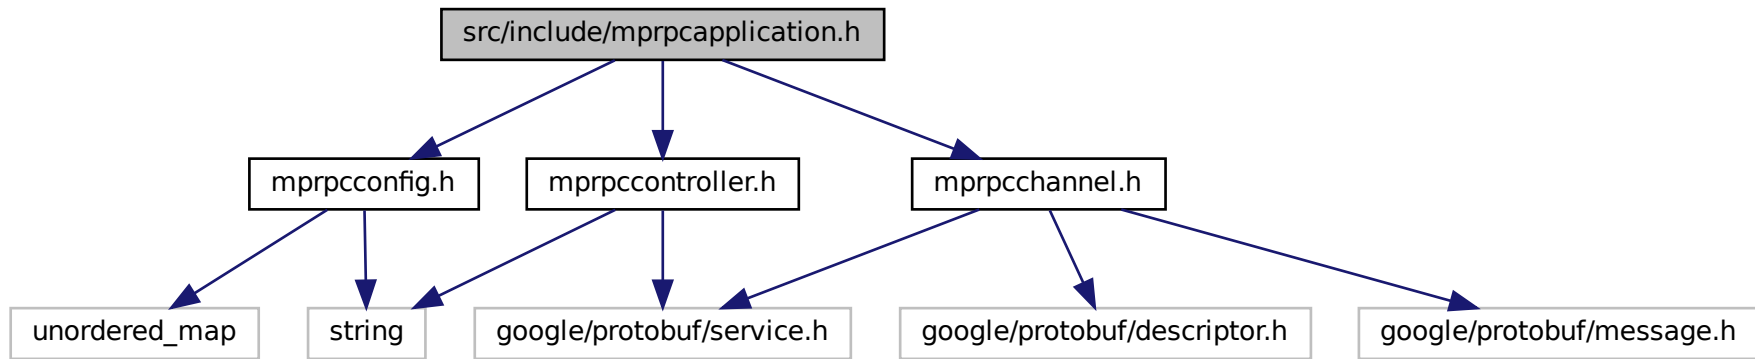 src/include/mprpcapplication.h
mprpcconfig.h
mprpccontroller.h
mprpcchannel.h
unordered_map
string
google/protobuf/service.h
google/protobuf/descriptor.h
google/protobuf/message.h